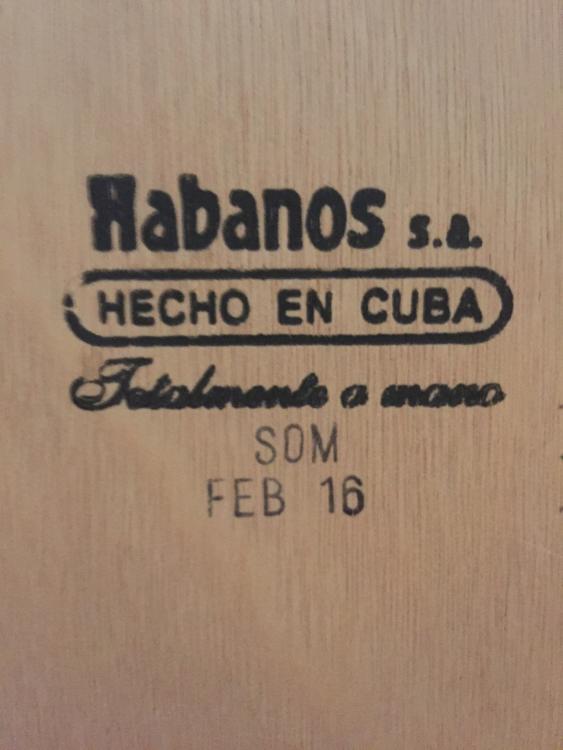 Habanos s.a.
HECHO EN CUBA
Totalmente a mano
SOM
FEB 16